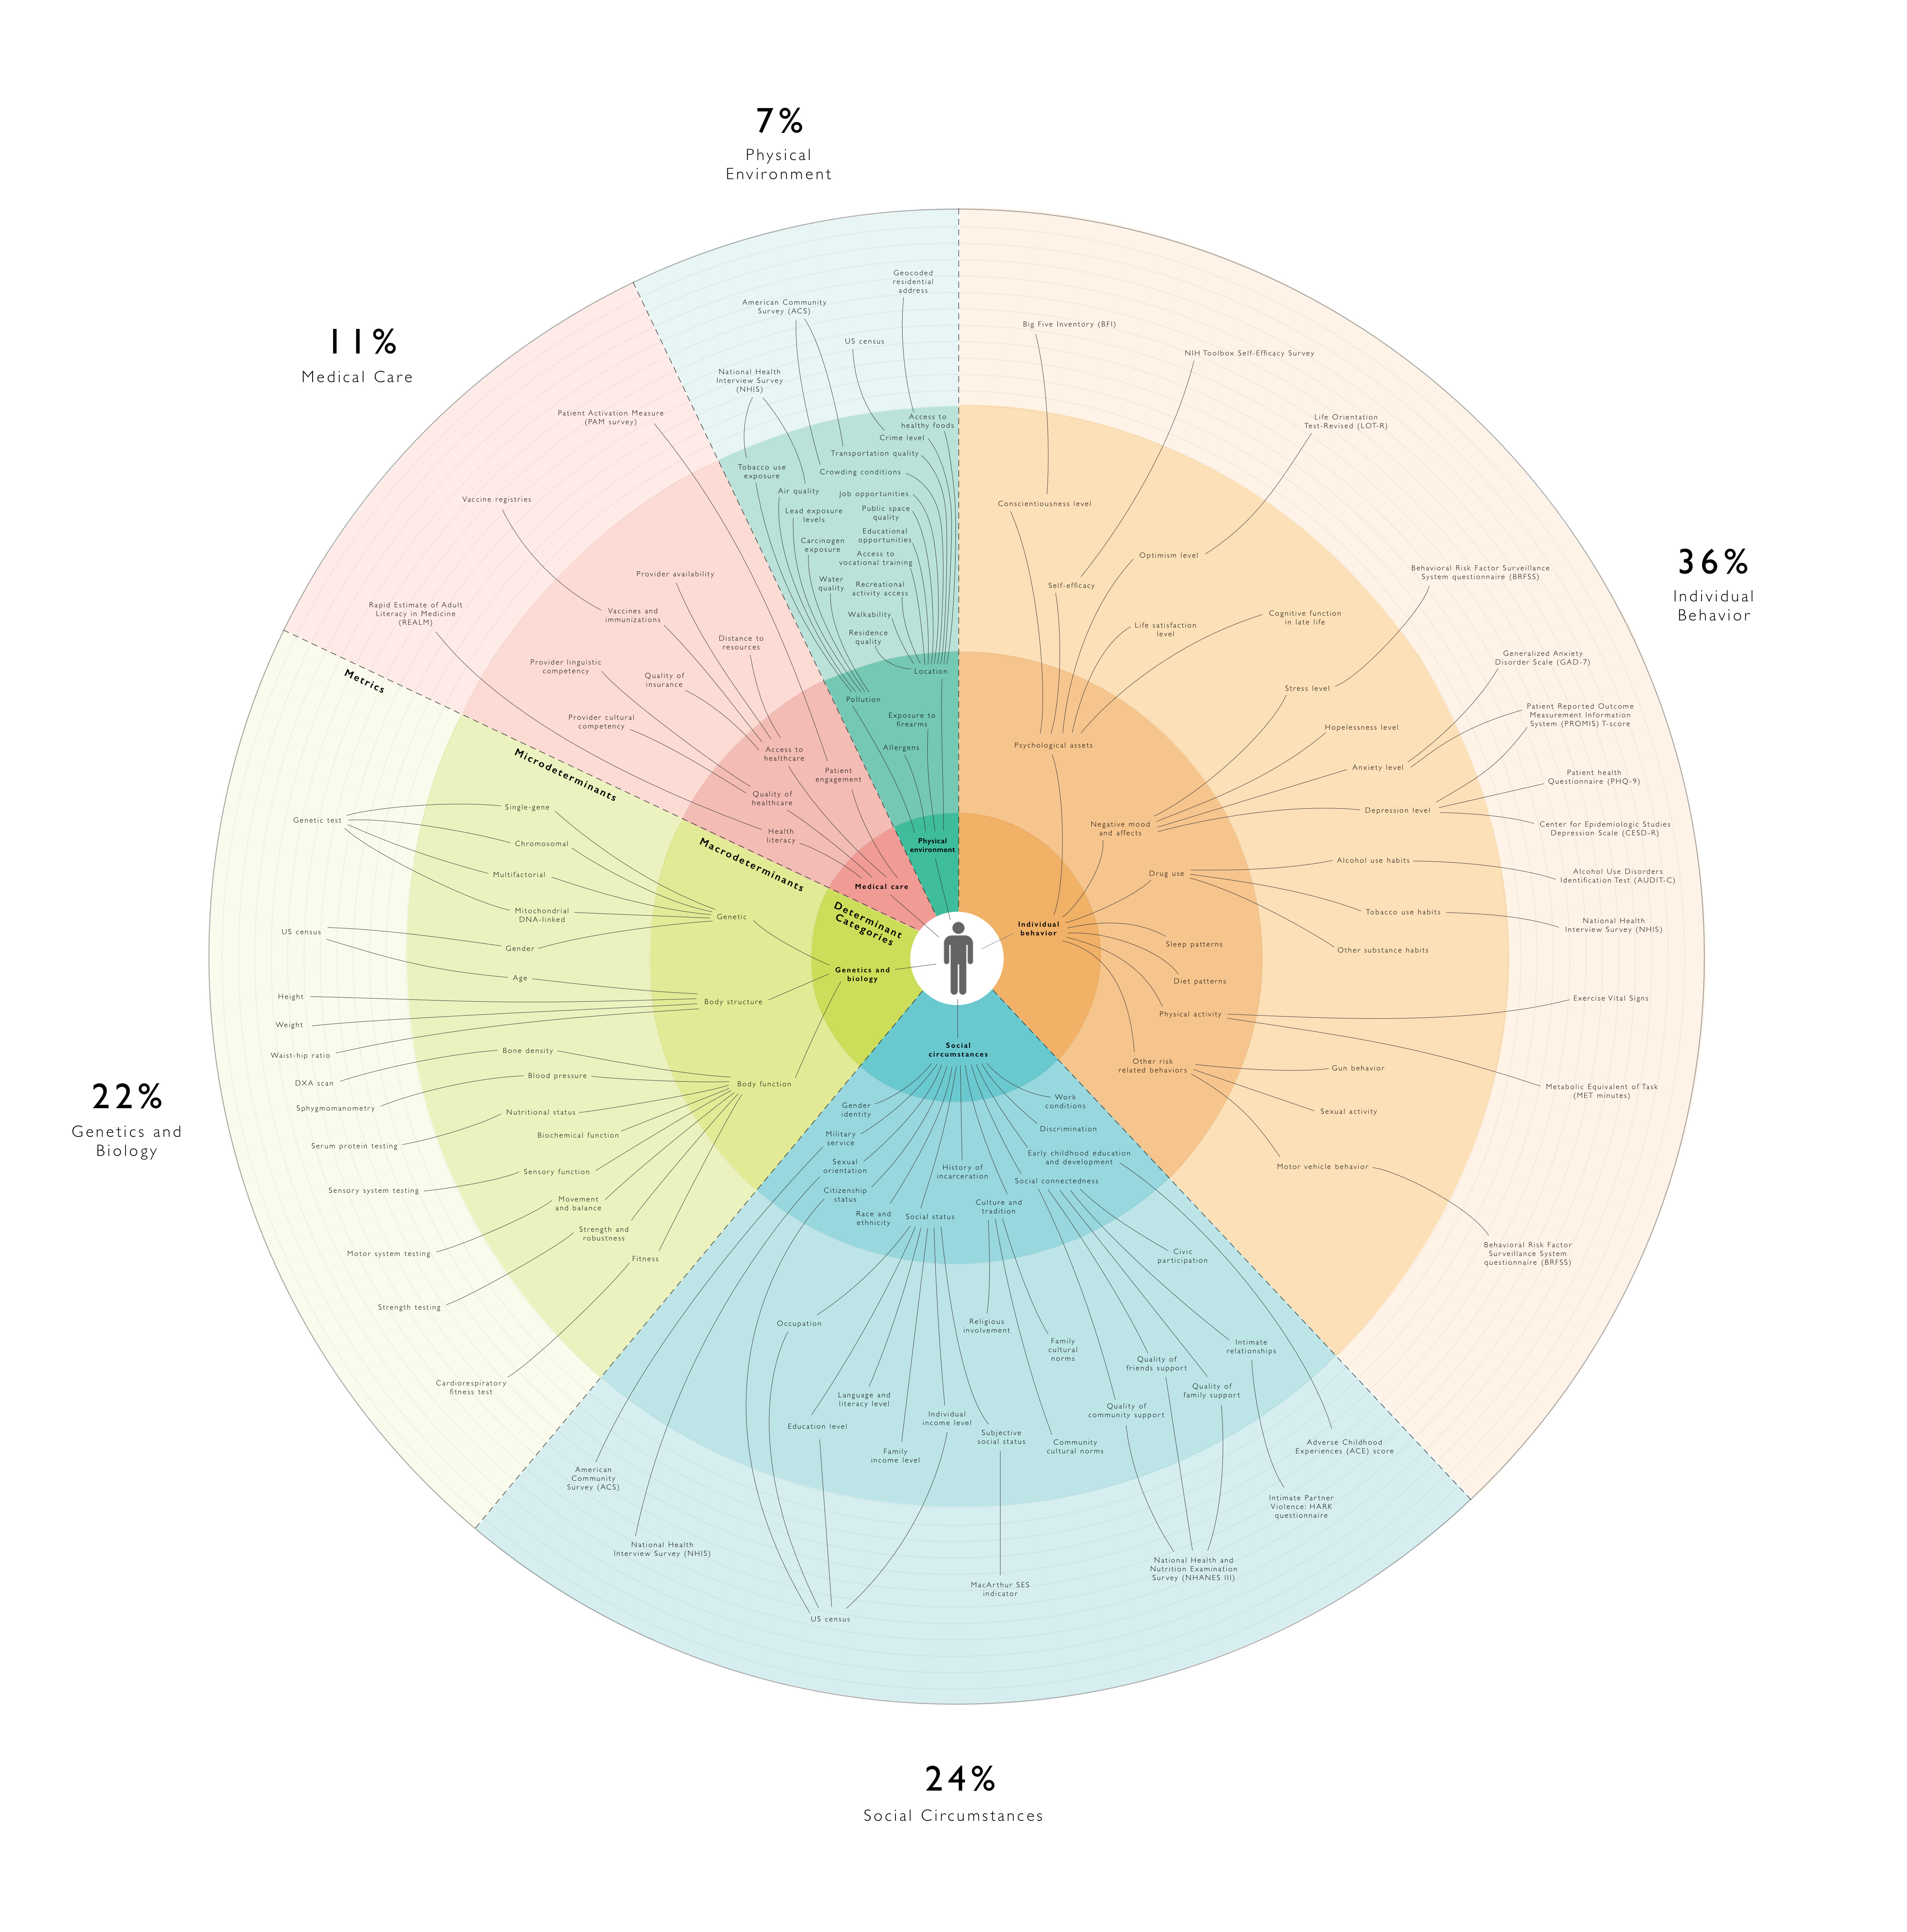 7%
Physical
Environment
11%
Medical Care
36%
Individual
Behavior
22%
Genetics and
Biology
24%
Social Circumstances
Metrics
Microdeterminants
Macrodeterminants
Determinant
Categories
Physical
environment
Location
Pollution
Exposure to
firearms
Allergens
Geocoded
residential
address
American Community
Survey (ACS)
US census
National Health
Interview Survey
(NHIS)
Access to
healthy foods
Crime level
Transportation quality
Crowding conditions
Tobacco use
exposure
Air quality
Job opportunities
Lead exposure
levels
Public space
quality
Educational
opportunities
Carcinogen
exposure
Access to
vocational training
Water
quality
Recreational
activity access
Walkability
Residence
quality
Individual
behavior
Big Five Inventory (BFI)
NIH Toolbox Self-Efficacy Survey
Life Orientation
Test-Revised (LOT-R)
Conscientiousness level
Optimism level
Self-efficacy
Life satisfaction
level
Cognitive function
in late life
Psychological assets
Behavioral Risk Factor Surveillance
System questionnaire (BRFSS)
Generalized Anxiety
Disorder Scale (GAD-7)
Stress level
Patient Reported Outcome
Measurement Information
System (PROMIS) T-score
Hopelessness level
Anxiety level
Patient health
Questionnaire (PHQ-9)
Depression level
Negative mood
and affects
Center for Epidemiologic Studies
Depression Scale (CESD-R)
Alcohol use habits
Drug use
Alcohol Use Disorders
Identification Test (AUDIT-C)
Tobacco use habits
National Health
Interview Survey (NHIS)
Other substance habits
Sleep patterns
Diet patterns
Physical activity
Exercise Vital Signs
Metabolic Equivalent of Task
(MET minutes)
Other risk
related behaviors
Gun behavior
Sexual activity
Motor vehicle behavior
Behavioral Risk Factor
Surveillance System
questionnaire (BRFSS)
Social
circumstances
Work
conditions
Discrimination
Early childhood education
and development
Social connectedness
Culture and
tradition
History of
incarceration
Social status
Race and
ethnicity
Citizenship
status
Sexual
orientation
Military
service
Gender
identity
Civic
participation
Intimate
relationships
Quality of
friends support
Quality of
family support
Quality of
community support
Family
cultural
norms
Religious
involvement
Community
cultural norms
Subjective
social status
Individual
income level
Family
income level
Language and
literacy level
Education level
Occupation
Adverse Childhood
Experiences (ACE) score
Intimate Partner
Violence: HARK
questionnaire
National Health and
Nutrition Examination
Survey (NHANES III)
MacArthur SES
indicator
US census
National Health
Interview Survey (NHIS)
American
Community
Survey (ACS)
Genetics and
biology
Genetic
Body structure
Body function
Single-gene
Chromosomal
Multifactorial
Mitochondrial
DNA-linked
Gender
Age
Genetic test
US census
Height
Weight
Waist-hip ratio
DXA scan
Sphygmomanometry
Serum protein testing
Sensory system testing
Motor system testing
Strength testing
Cardiorespiratory
fitness test
Bone density
Blood pressure
Nutritional status
Biochemical function
Sensory function
Movement
and balance
Strength and
robustness
Fitness
Medical care
Access to
healthcare
Patient
engagement
Quality of
healthcare
Health
literacy
Patient Activation Measure
(PAM survey)
Vaccine registries
Rapid Estimate of Adult
Literacy in Medicine
(REALM)
Provider availability
Vaccines and
immunizations
Distance to
resources
Provider linguistic
competency
Quality of
insurance
Provider cultural
competency